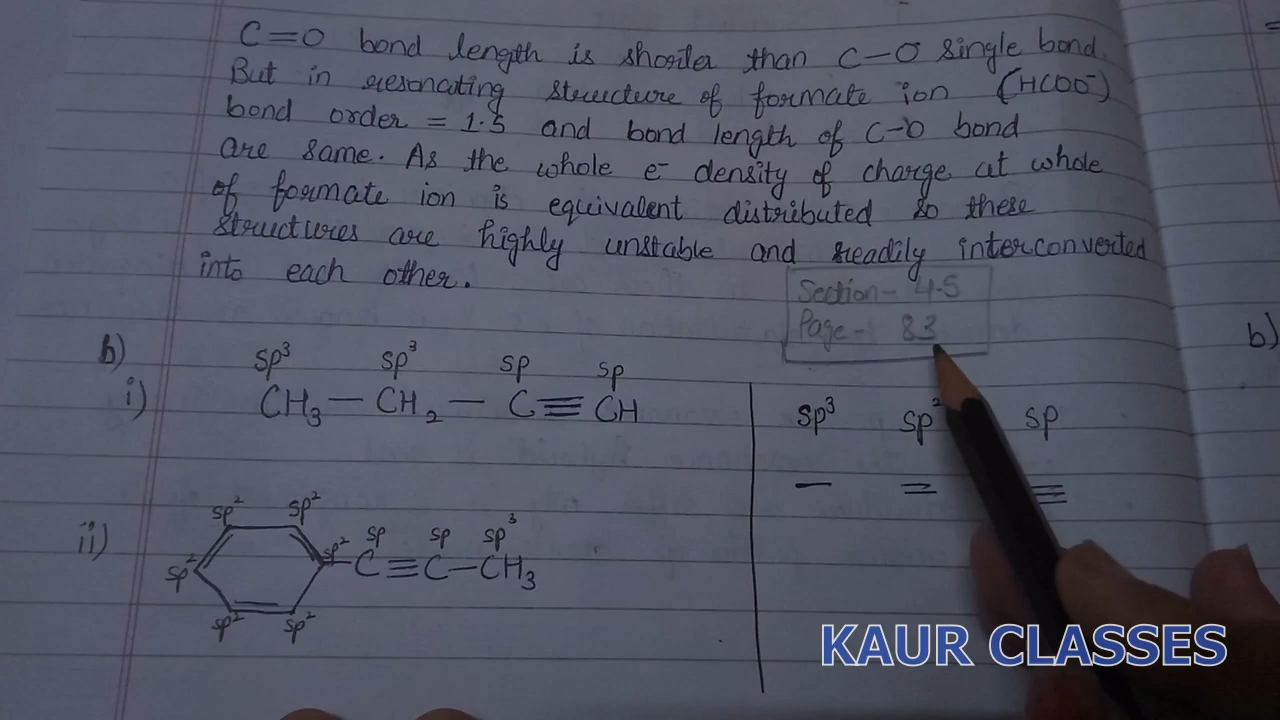 C=O bond length is shorter than C-O single bond.
But in resonating structure of formate ion (HCOO⁻)
bond order = 1.5 and bond length of C-O bond
are same. As the whole e⁻ density of charge at whole
of formate ion is equivalent distributed so these
structures are highly unstable and readily interconverted
into each other.
Section- 4.5
Page- 83
b)
b)
sp³ sp³ sp sp
i) CH₃ — CH₂ — C ≡ CH
sp³ sp² sp
— = ≡
sp² sp²
ii) sp² sp² sp sp sp³
C ≡ C — CH₃
sp² sp²
KAUR CLASSES